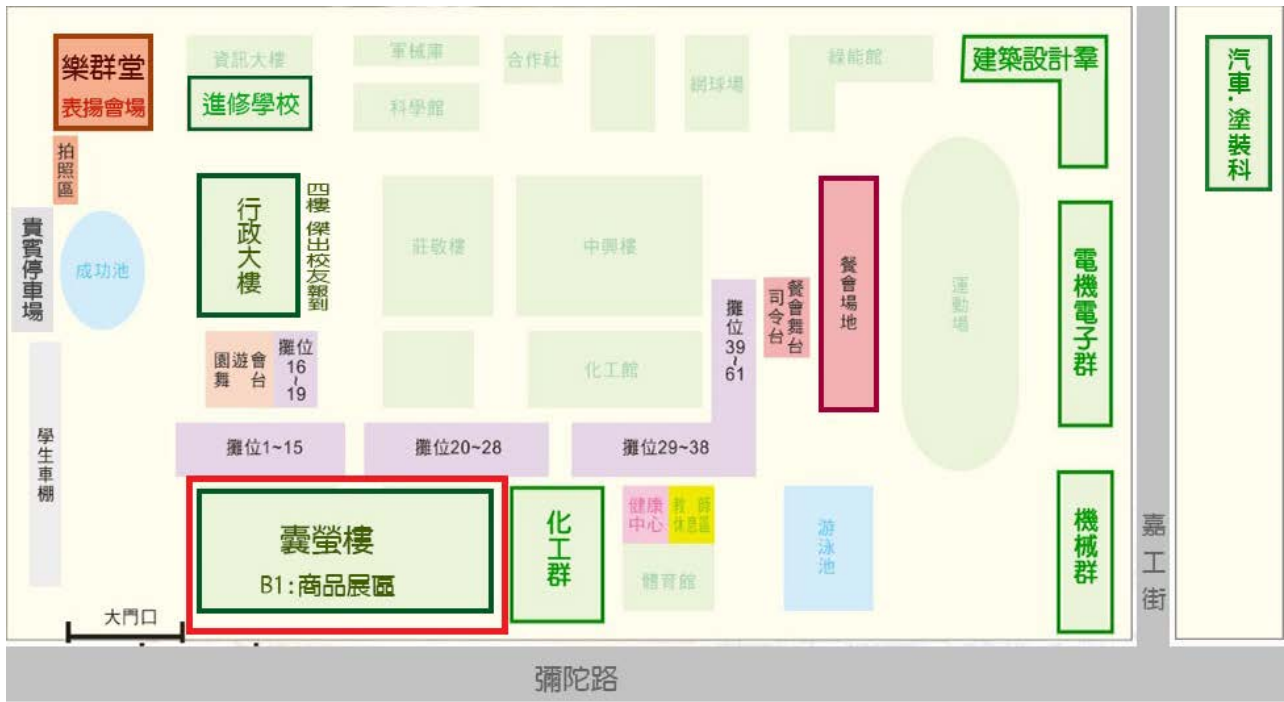 樂群堂
表揚會場
資訊大樓
進修學校
軍械庫
科學館
合作社
網球場
綠能館
建築設計羣
汽車.塗裝科
拍照區
貴賓停車場
成功池
行政大樓
四樓 傑出校友報到
莊敬樓
中興樓
攤位
39
~
61
司令台
餐會舞台
餐會場地
運動場
電機電子群
園遊會
舞台
攤位
16
~
19
化工館
學生車棚
攤位1~15
攤位20~28
攤位29~38
囊螢樓
B1:商品展區
化工群
健康
中心
教師
休息區
體育館
游泳池
機械群
嘉工街
大門口
彌陀路